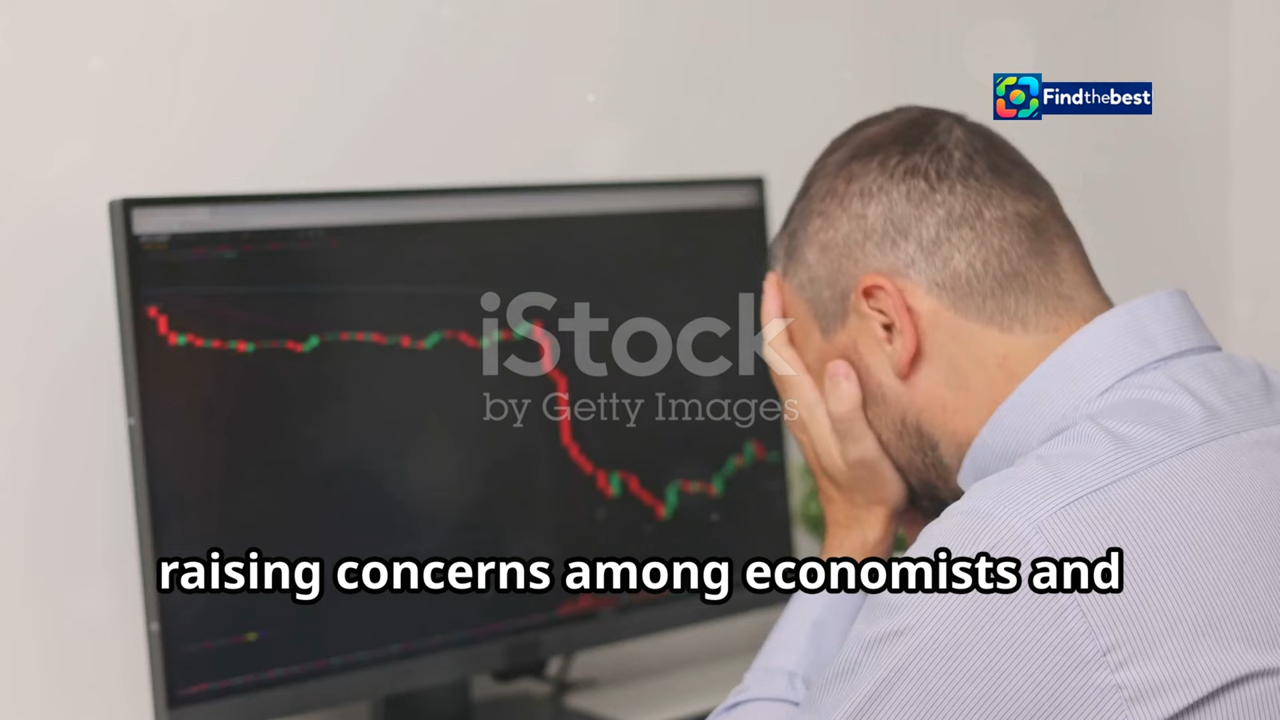 Findthebest
iStock
by Getty Images
raising concerns among economists and